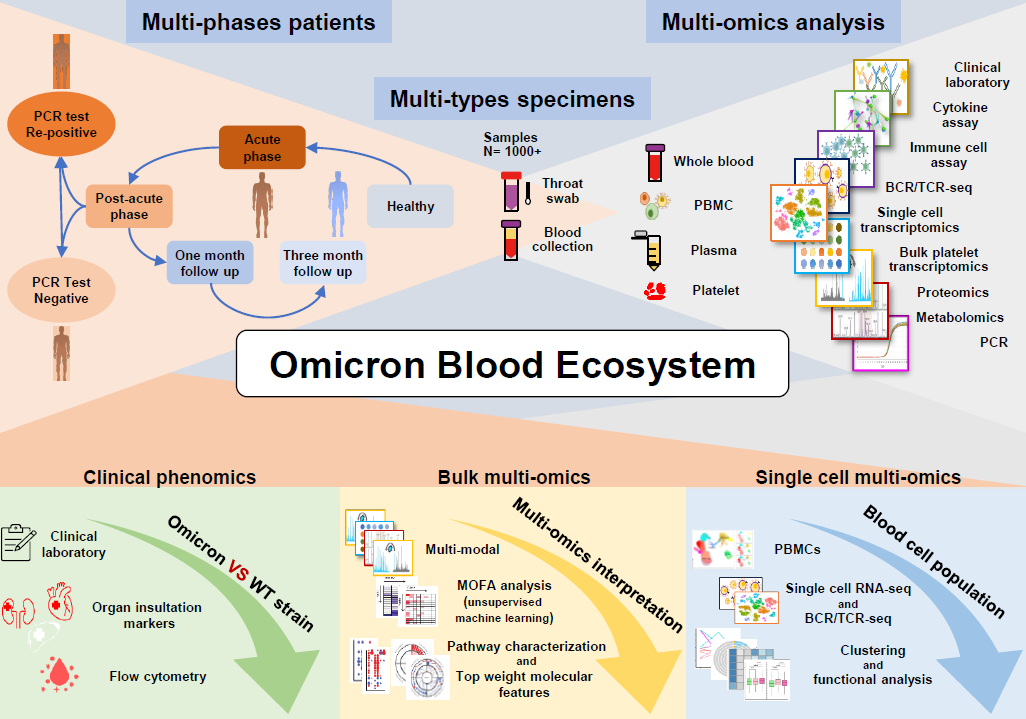 Multi-phases patients
Multi-omics analysis
Multi-types specimens
PCR test
Re-positive
Acute
phase
Post-acute
phase
Healthy
One month
follow up
Three month
follow up
PCR Test
Negative
Samples
N= 1000+
Throat
swab
Blood
collection
Whole blood
PBMC
Plasma
Platelet
Clinical
laboratory
Cytokine
assay
Immune cell
assay
BCR/TCR-seq
Single cell
transcriptomics
Bulk platelet
transcriptomics
Proteomics
Metabolomics
PCR
Omicron Blood Ecosystem
Clinical phenomics
Clinical
laboratory
Organ insultation
markers
Flow cytometry
Omicron VS WT strain
Bulk multi-omics
Multi-modal
MOFA analysis
(unsupervised
machine learning)
Pathway characterization
and
Top weight molecular
features
Multi-omics interpretation
Single cell multi-omics
PBMCs
Single cell RNA-seq
and
BCR/TCR-seq
Clustering
and
functional analysis
Blood cell population